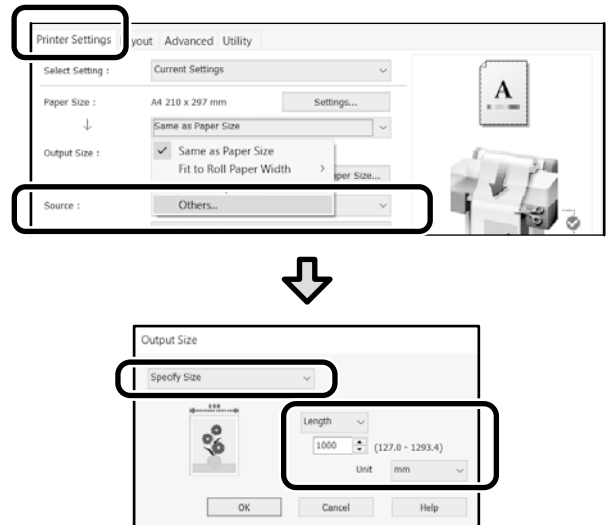 Printer Settings yout Advanced Utility
Select Setting : Current Settings
Paper Size : A4 210 x 297 mm Settings...
Same as Paper Size
Output Size : Same as Paper Size
Fit to Roll Paper Width
aper Size...
Source : Others...
A
Output Size
Specify Size
Length
1000 (127.0 - 1293.4)
Unit mm
OK Cancel Help